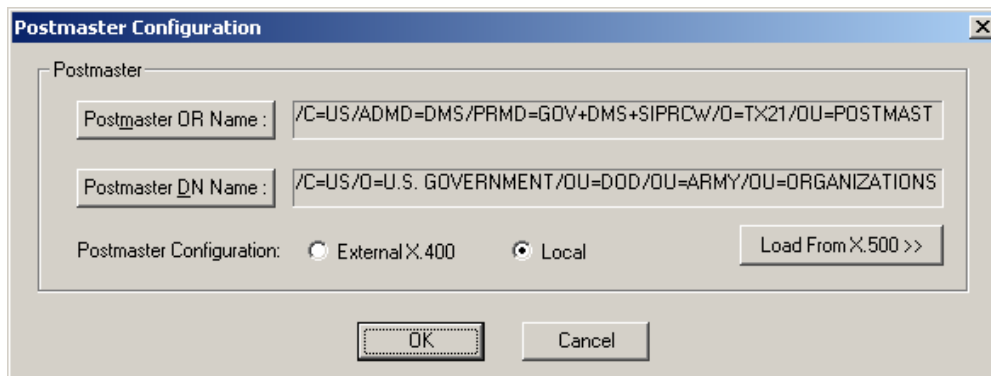 Postmaster Configuration
Postmaster
Postmaster OR Name : /C=US/ADMD=DMS/PRMD=GOV+DMS+SIPRCW/O=TX21/OU=POSTMAST
Postmaster DN Name : /C=US/O=U.S. GOVERNMENT/OU=DOD/OU=ARMY/OU=ORGANIZATIONS
Postmaster Configuration: External X.400 Local Load From X.500 >>
OK Cancel